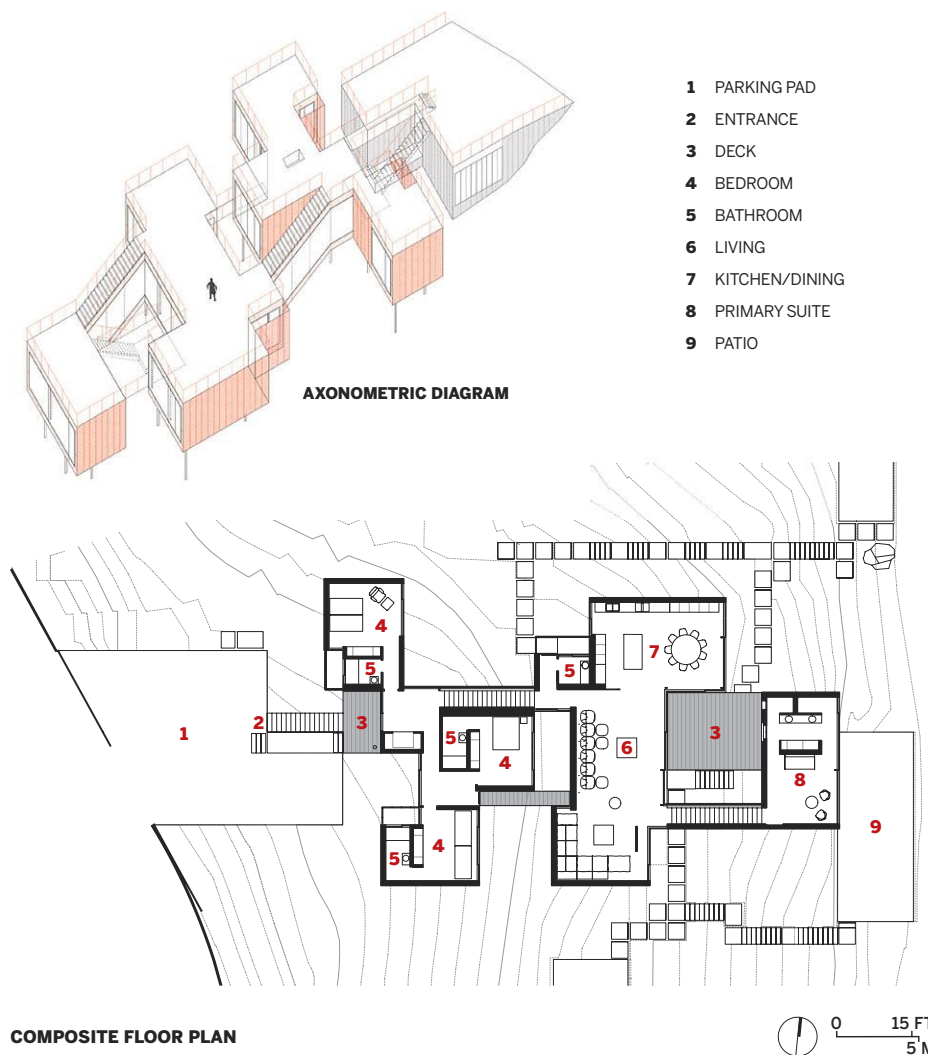 1 PARKING PAD
2 ENTRANCE
3 DECK
4 BEDROOM
5 BATHROOM
6 LIVING
7 KITCHEN/DINING
8 PRIMARY SUITE
9 PATIO
AXONOMETRIC DIAGRAM
4
5
7
5
2
3
1
6
3
5
4
8
4
5
9
COMPOSITE FLOOR PLAN
0 15 FT
5 M